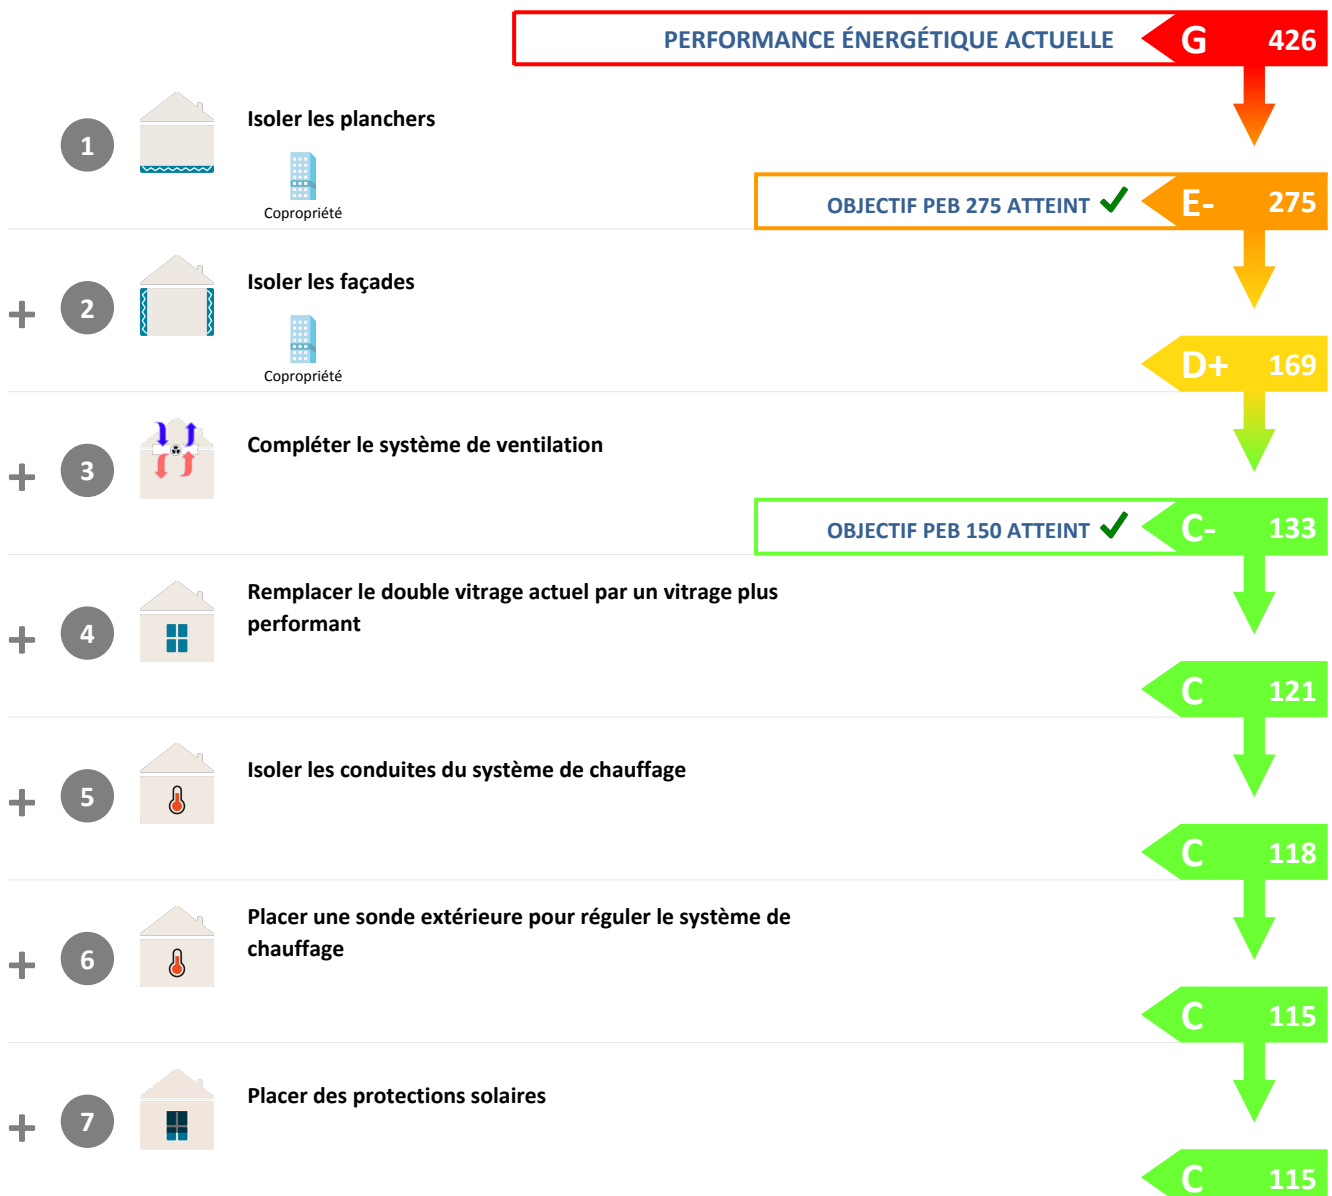 PERFORMANCE ÉNERGÉTIQUE ACTUELLE G 426
1 Isoler les planchers
Copropriété
OBJECTIF PEB 275 ATTEINT E- 275
+ 2 Isoler les façades
Copropriété
D+ 169
+ 3 Compléter le système de ventilation
OBJECTIF PEB 150 ATTEINT C- 133
Remplacer le double vitrage actuel par un vitrage plus
+ 4 performant
C 121
+ 5 Isoler les conduites du système de chauffage
C 118
Placer une sonde extérieure pour réguler le système de
+ 6 chauffage
C 115
+ 7 Placer des protections solaires
C 115